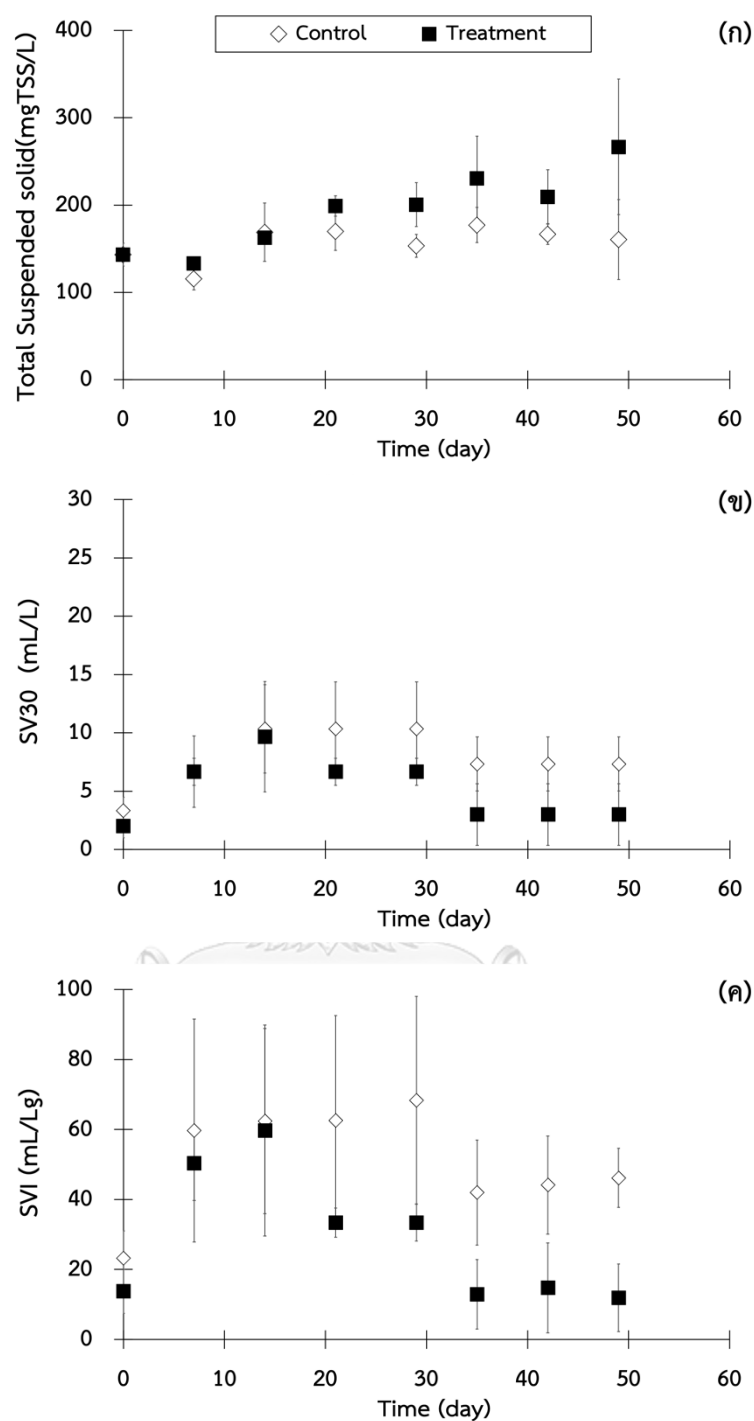 400
◇ Control ■ Treatment
(ก)
300
200
100
0
Total Suspended solid(mgTSS/L)
0 10 20 30 40 50 60
Time (day)
30
(ข)
25
20
15
10
5
0
SV30 (mL/L)
0 10 20 30 40 50 60
Time (day)
100
(ค)
80
60
40
20
0
SVI (mL/Lg)
0 10 20 30 40 50 60
Time (day)